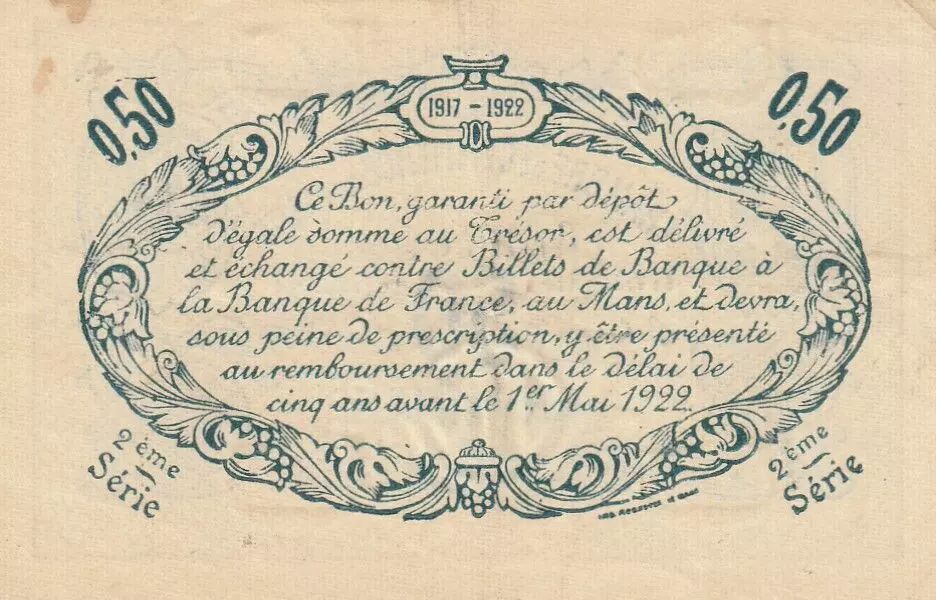 0,50
1917 - 1922
0,50
Ce Bon, garanti par dépôt
d'égale somme au Trésor, est délivré
et échangé contre Billets de Banque à
la Banque de France, au Mans, et devra,
sous peine de prescription, y être présenté
au remboursement dans le délai de
cinq ans avant le 1er Mai 1922.
2ème
Série
2ème
Série